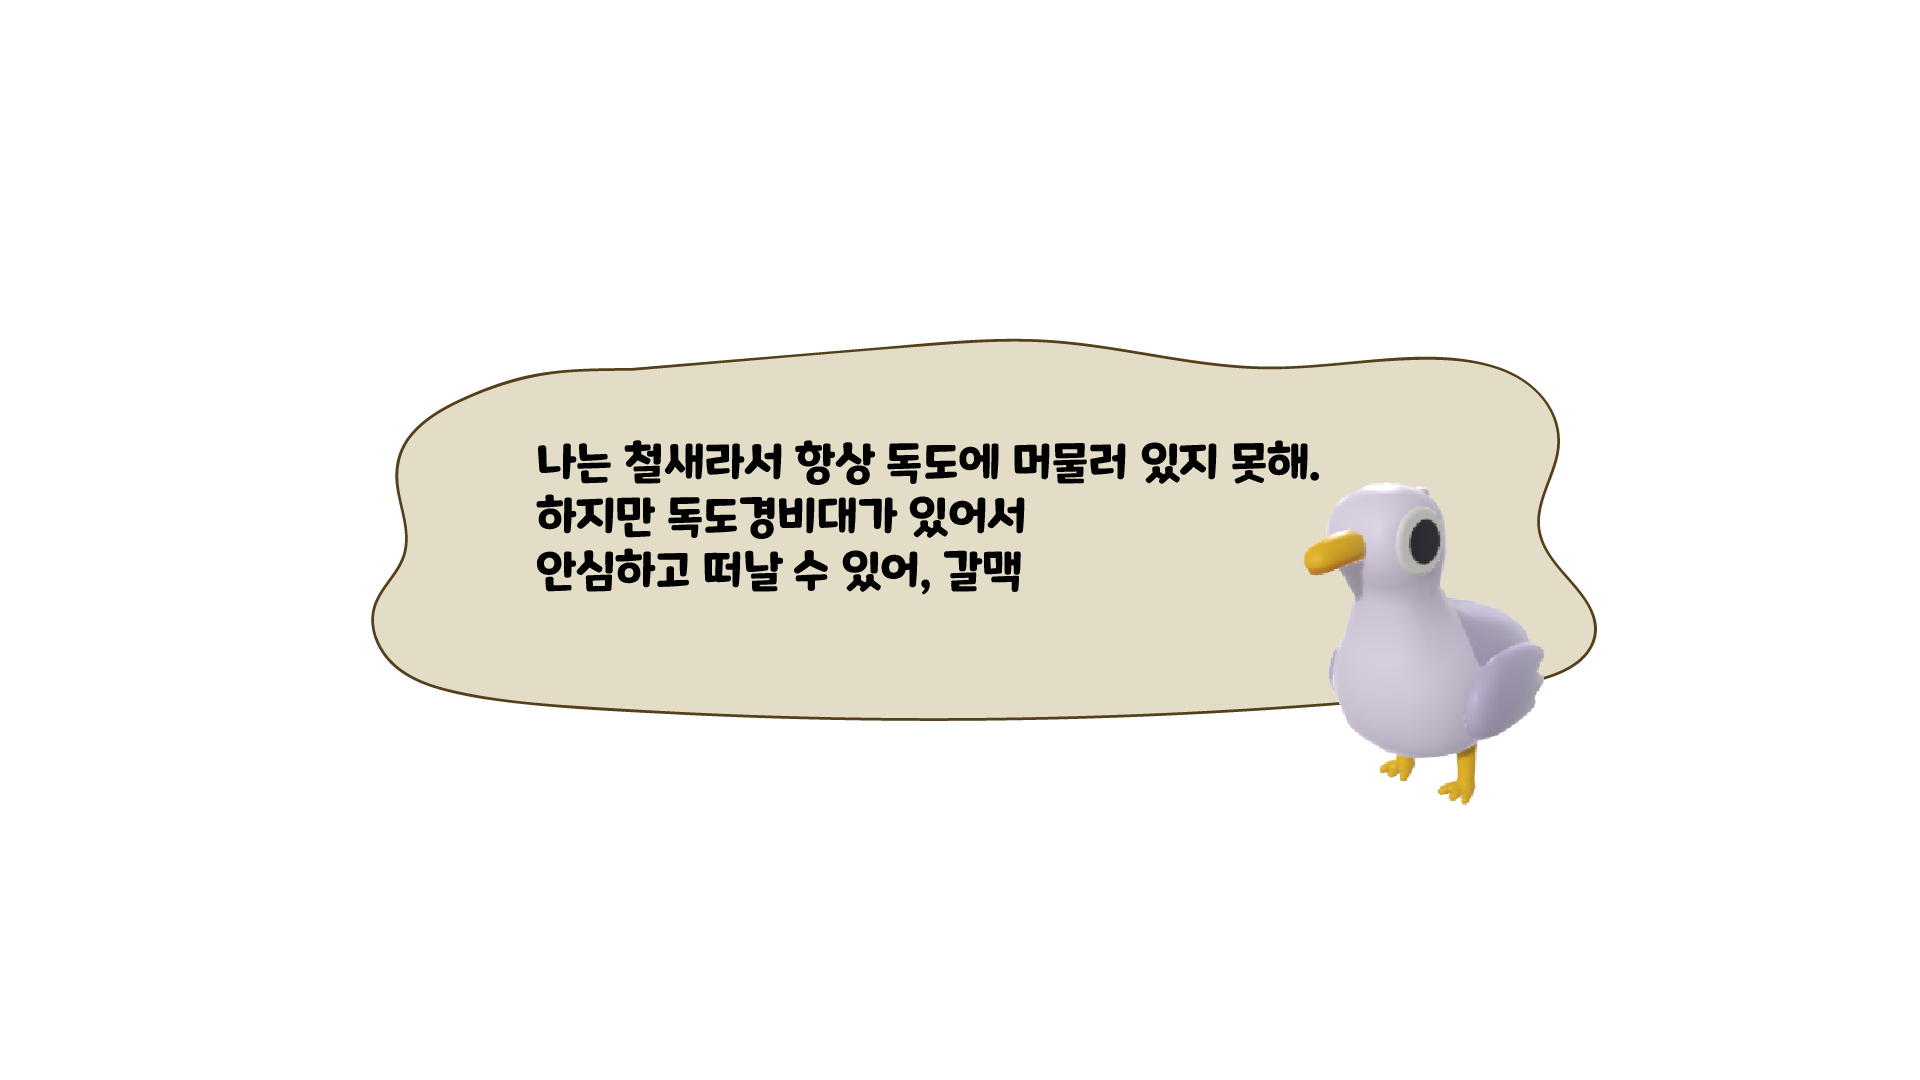 나는 철새라서 항상 독도에 머물러 있지 못해.
하지만 독도경비대가 있어서
안심하고 떠날 수 있어, 갈맥